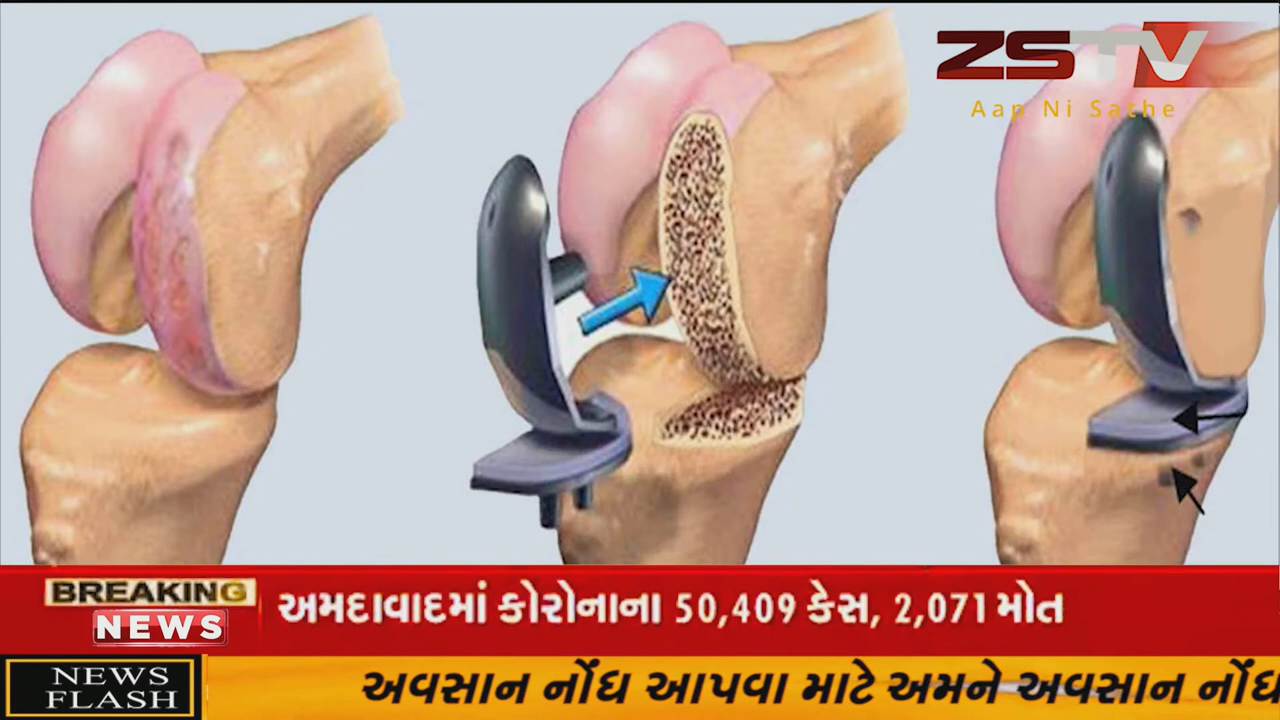 ZSTV
Aap Ni Sathe
BREAKING
NEWS
અમદાવાદમાં કોરોનાના 50,409 કેસ, 2,071 મોત
NEWS
FLASH
અવસાન નોંધ આપવા માટે અમને અવસાન નોંધ